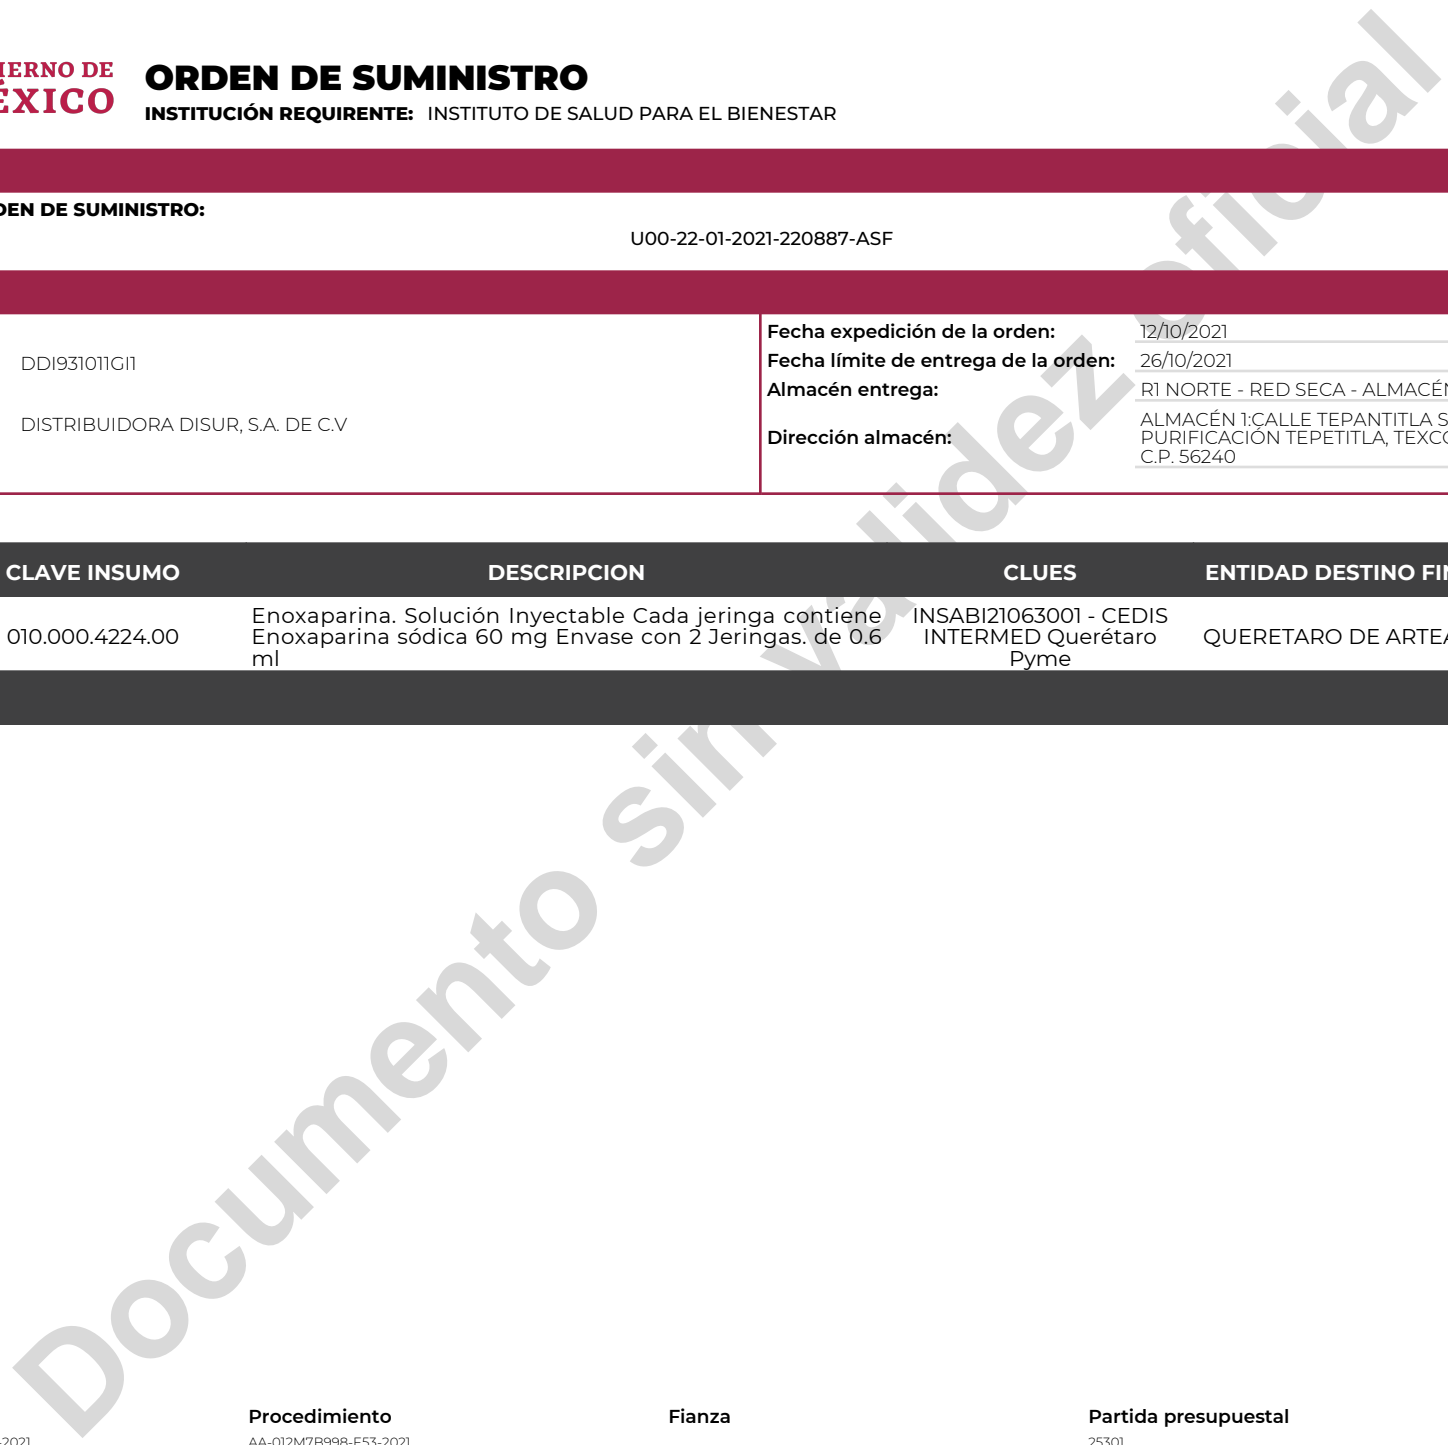 IERNO DE
ÉXICO
ORDEN DE SUMINISTRO
INSTITUCIÓN REQUIRENTE: INSTITUTO DE SALUD PARA EL BIENESTAR
DEN DE SUMINISTRO:
U00-22-01-2021-220887-ASF
DDI931011GI1
DISTRIBUIDORA DISUR, S.A. DE C.V
Fecha expedición de la orden: 12/10/2021
Fecha límite de entrega de la orden: 26/10/2021
Almacén entrega: R1 NORTE - RED SECA - ALMACÉN
Dirección almacén: ALMACÉN 1:CALLE TEPANTITLA S
PURIFICACIÓN TEPETITLA, TEXCO
C.P. 56240
CLAVE INSUMO DESCRIPCION CLUES ENTIDAD DESTINO FIN
010.000.4224.00
Enoxaparina. Solución Inyectable Cada jeringa contiene
Enoxaparina sódica 60 mg Envase con 2 Jeringas. de 0.6
ml
INSABI21063001 - CEDIS
INTERMED Querétaro
Pyme
QUERETARO DE ARTEA
Documento sin validez oficial
Procedimiento Fianza Partida presupuestal
-2021 AA-012M7B998-E53-2021 25301